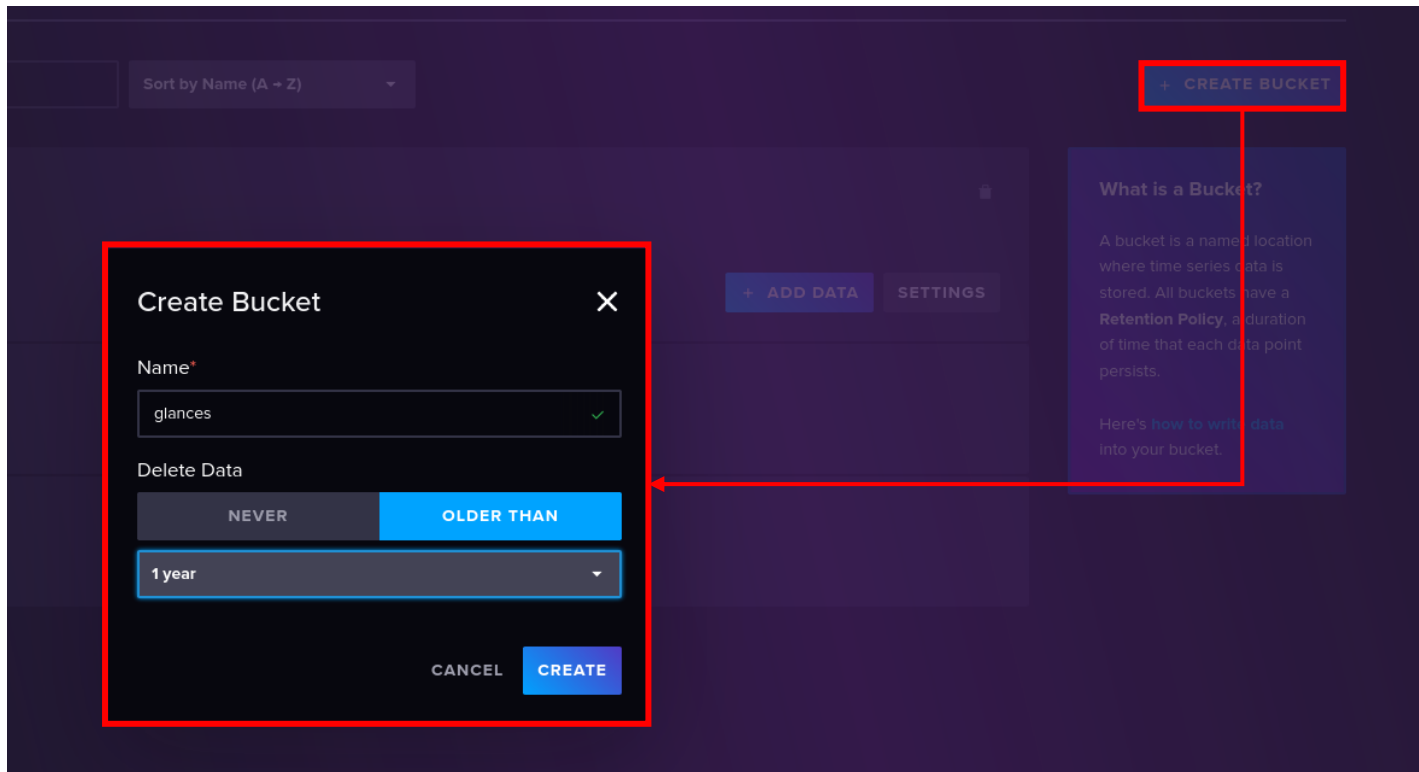 Sort by Name (A → Z)
+ CREATE BUCKET
What is a Bucket?
A bucket is a named location
where time series data is
stored. All buckets have a
Retention Policy, a duration
of time that each data point
persists.
Here's how to write data
into your bucket.
+ ADD DATA
SETTINGS
Create Bucket
Name*
glances
Delete Data
NEVER
OLDER THAN
1 year
CANCEL
CREATE